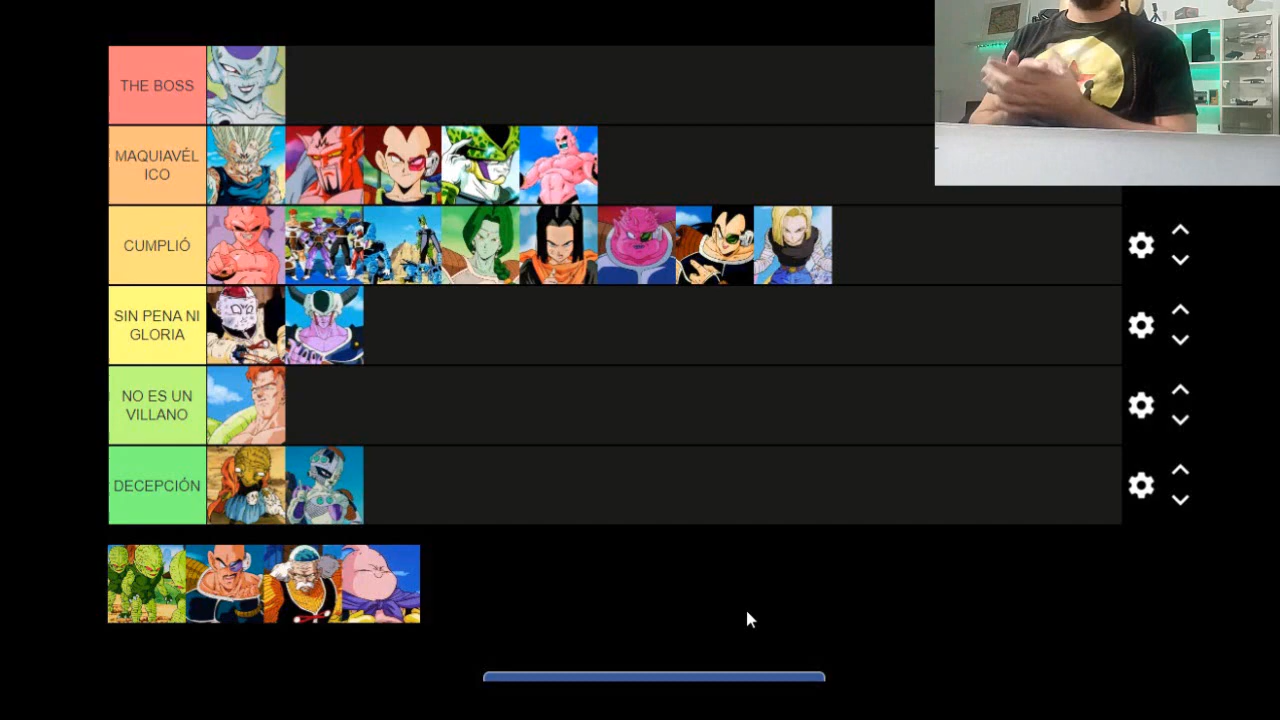 THE BOSS
MAQUIAVÉL
ICO
CUMPLIÓ
SIN PENA NI
GLORIA
NO ES UN
VILLANO
DECEPCIÓN